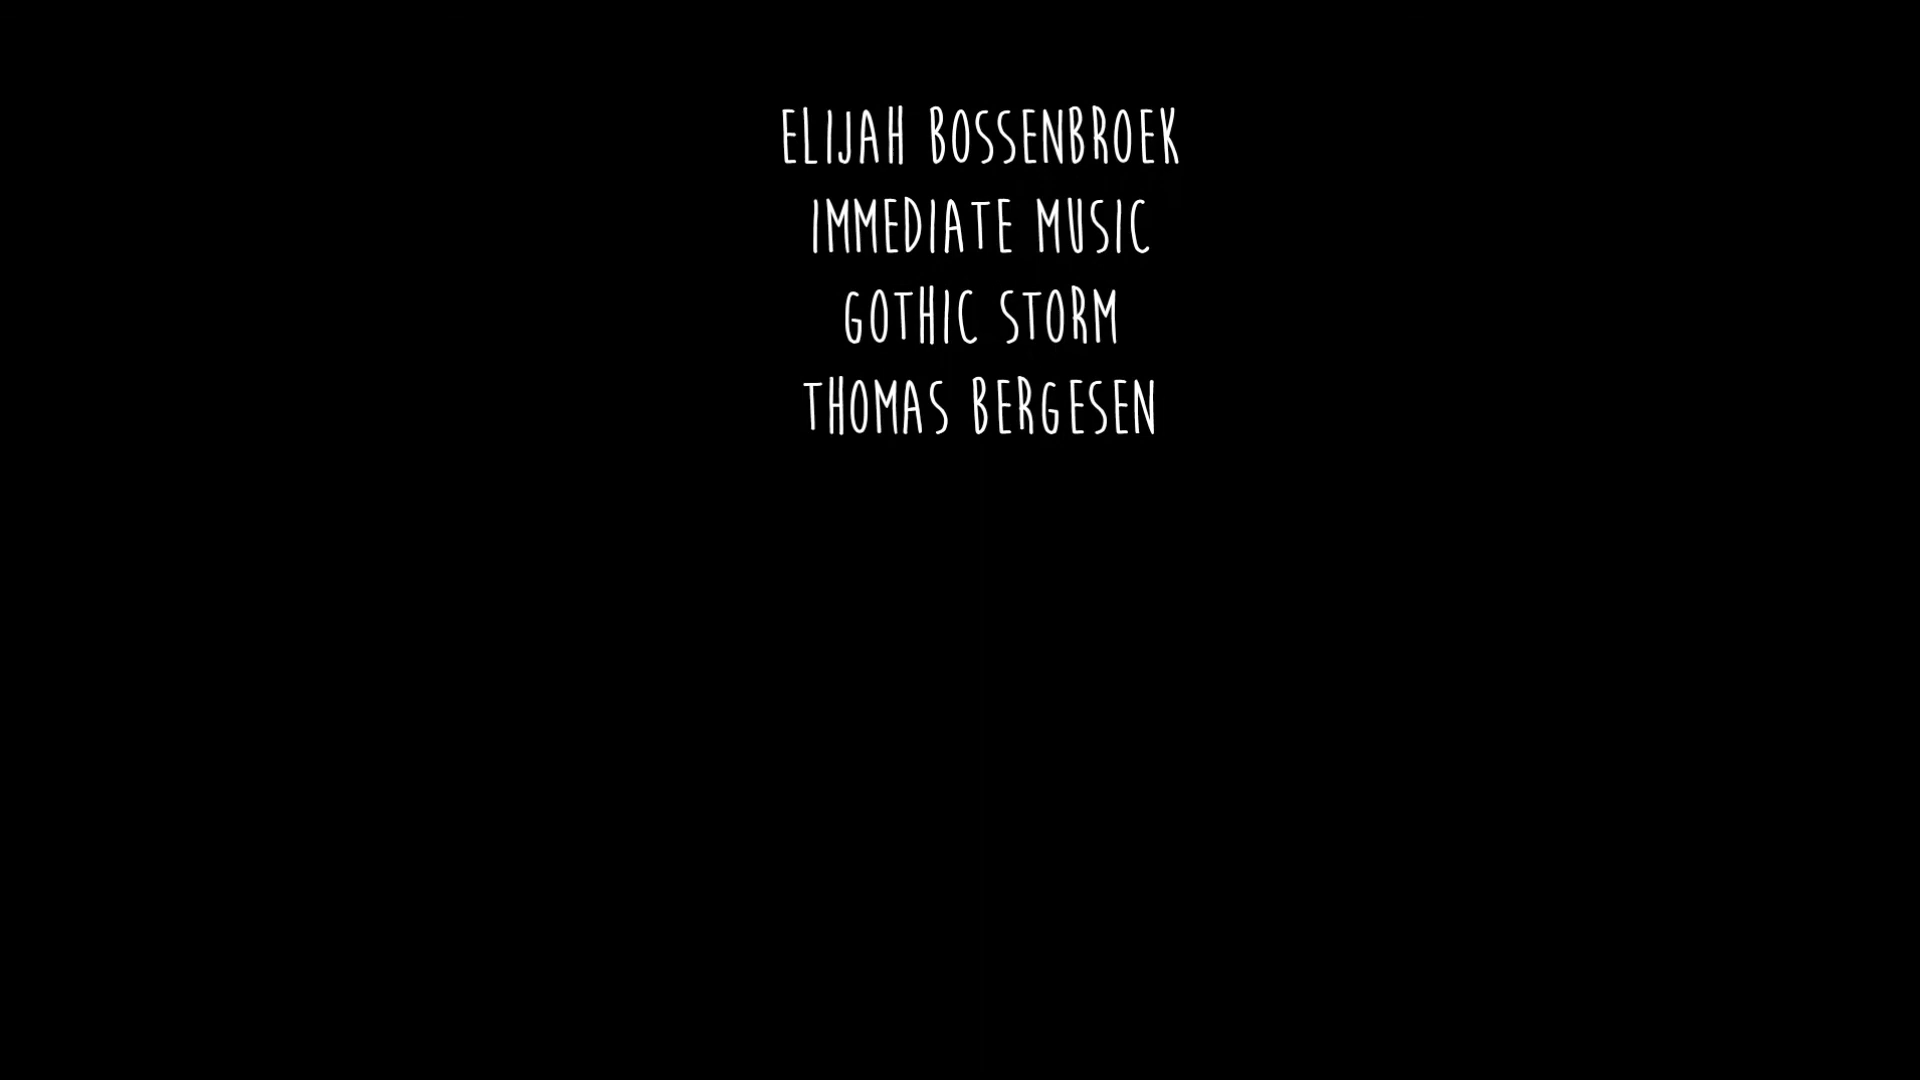 ELIJAH BOSSENBROEK
IMMEDIATE MUSIC
GOTHIC STORM
THOMAS BERGESEN